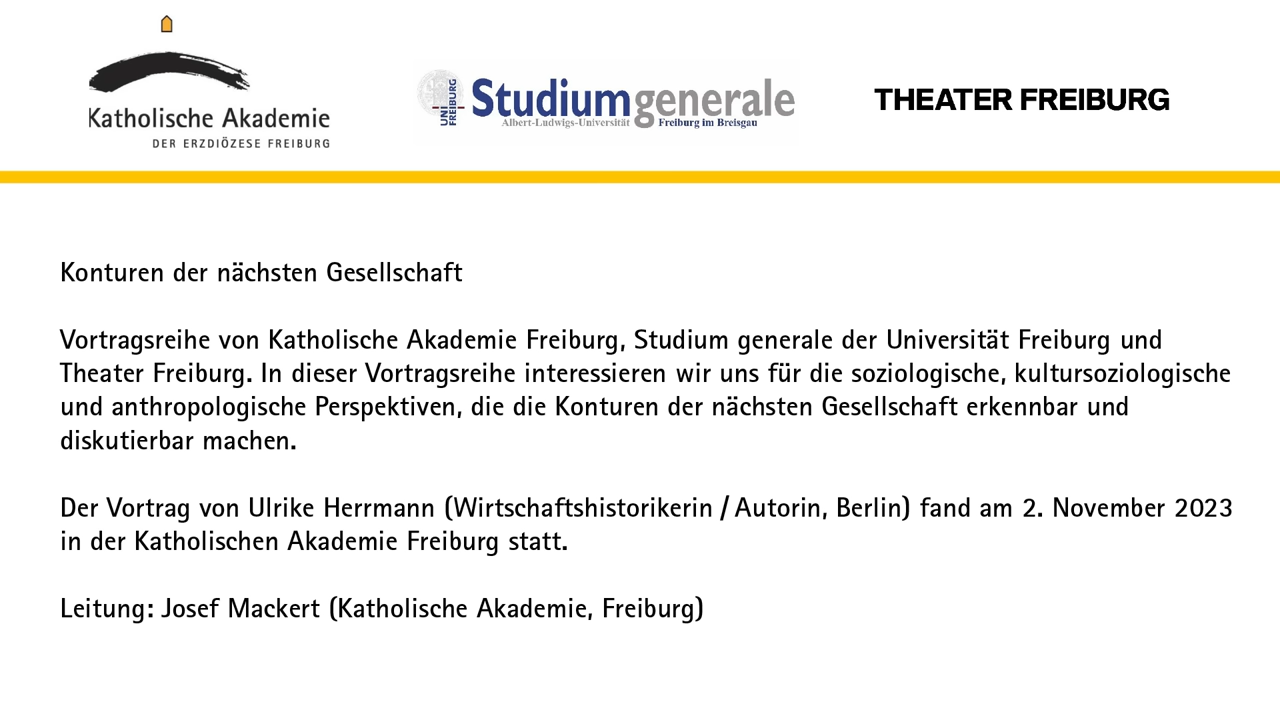 Katholische Akademie
DER ERZDIÖZESE FREIBURG
UNI
FREIBURG
Studium generale
Albert-Ludwigs-Universität Freiburg im Breisgau
THEATER FREIBURG
Konturen der nächsten Gesellschaft
Vortragsreihe von Katholische Akademie Freiburg, Studium generale der Universität Freiburg und
Theater Freiburg. In dieser Vortragsreihe interessieren wir uns für die soziologische, kultursoziologische
und anthropologische Perspektiven, die die Konturen der nächsten Gesellschaft erkennbar und
diskutierbar machen.
Der Vortrag von Ulrike Herrmann (Wirtschaftshistorikerin / Autorin, Berlin) fand am 2. November 2023
in der Katholischen Akademie Freiburg statt.
Leitung: Josef Mackert (Katholische Akademie, Freiburg)